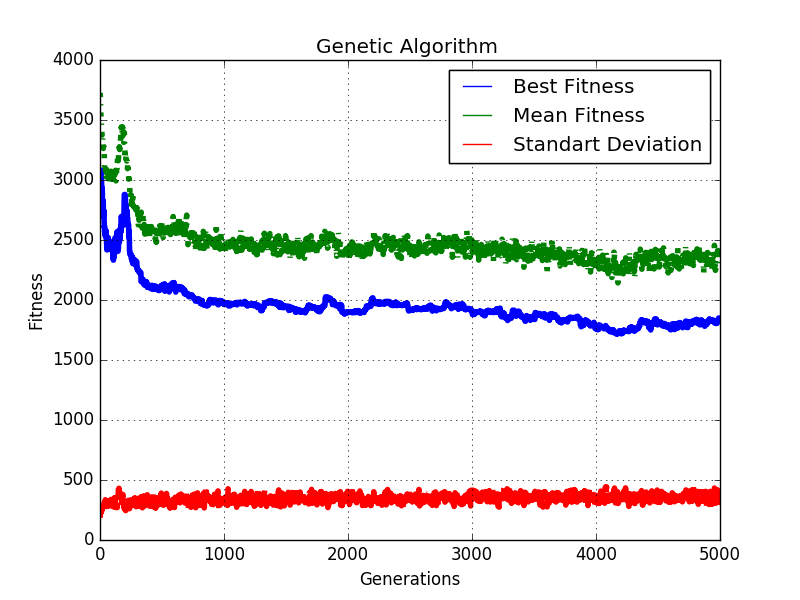 Genetic Algorithm
4000
3500
3000
2500
2000
1500
1000
500
0
Fitness
Best Fitness
Mean Fitness
Standart Deviation
0 1000 2000 3000 4000 5000
Generations